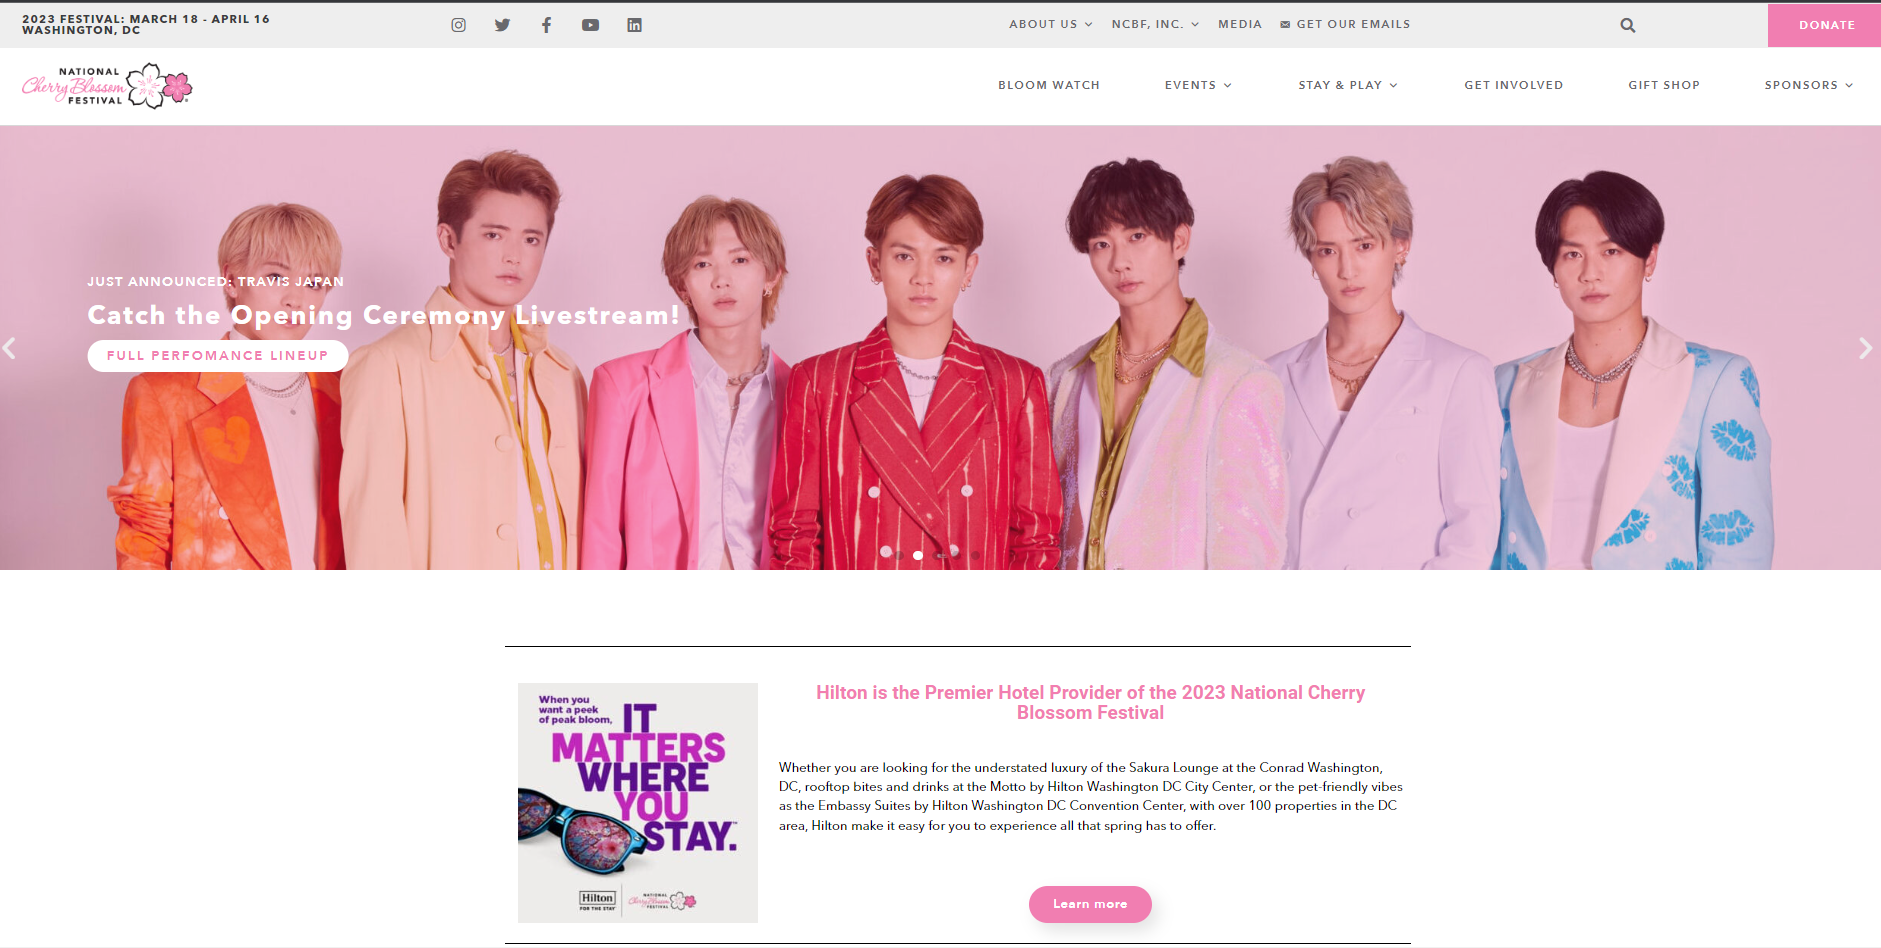 2023 FESTIVAL: MARCH 18 - APRIL 16
WASHINGTON, DC
ABOUT US
NCBF, INC.
MEDIA
GET OUR EMAILS
DONATE
NATIONAL
Cherry Blossom
FESTIVAL
BLOOM WATCH
EVENTS
STAY & PLAY
GET INVOLVED
GIFT SHOP
SPONSORS
JUST ANNOUNCED: TRAVIS JAPAN
Catch the Opening Ceremony Livestream!
FULL PERFOMANCE LINEUP
When you
want a peek
of peak bloom,
IT
MATTERS
WHERE
YOU
STAY.™
Hilton
FOR THE STAY
NATIONAL
Cherry Blossom
FESTIVAL
Hilton is the Premier Hotel Provider of the 2023 National Cherry
Blossom Festival
Whether you are looking for the understated luxury of the Sakura Lounge at the Conrad Washington,
DC, rooftop bites and drinks at the Motto by Hilton Washington DC City Center, or the pet-friendly vibes
as the Embassy Suites by Hilton Washington DC Convention Center, with over 100 properties in the DC
area, Hilton make it easy for you to experience all that spring has to offer.
Learn more